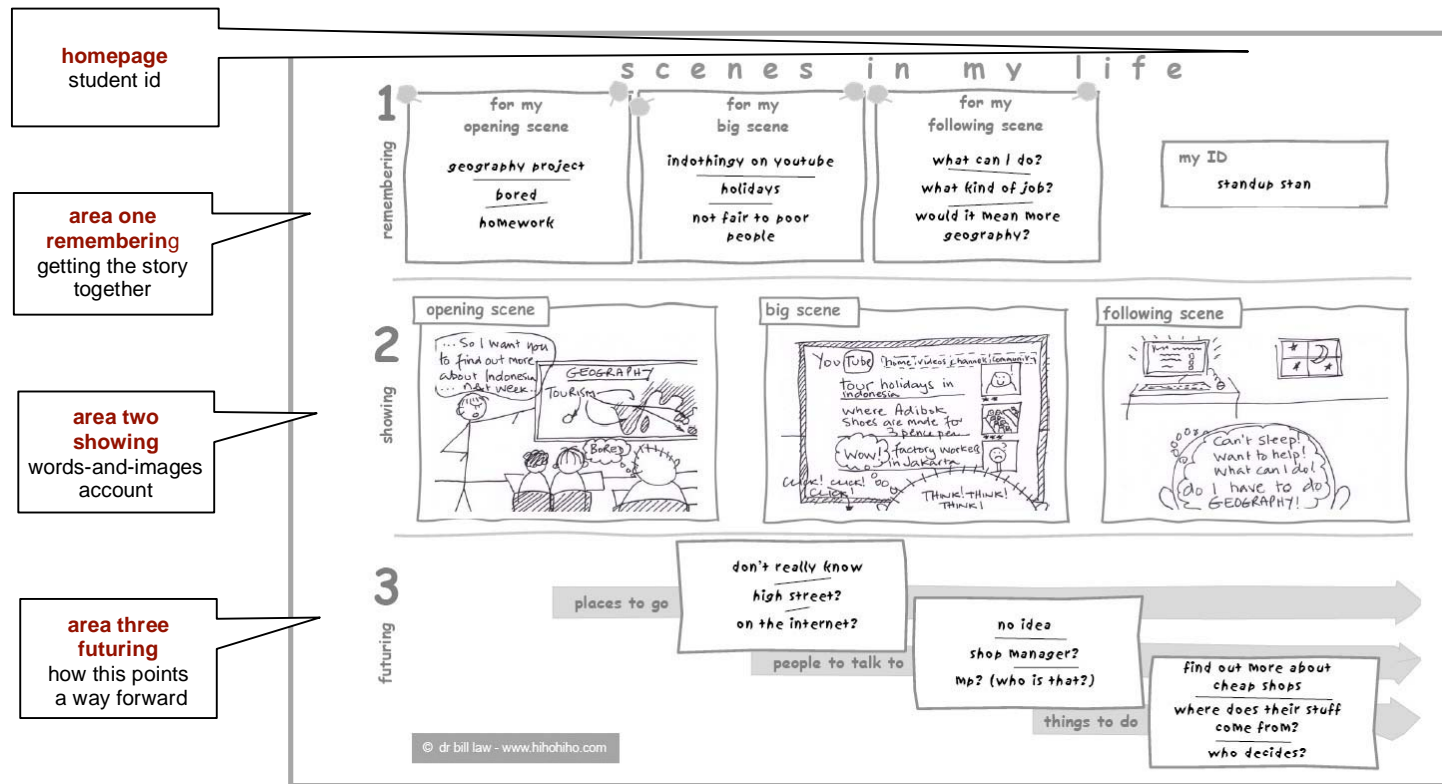 homepage
student id
area one
remembering
getting the story
together
area two
showing
words-and-images
account
area three
futuring
how this points
a way forward
scenes in my life
1
remembering
for my
opening scene
geography project
bored
homework
for my
big scene
indothingy on youtube
holidays
not fair to poor
people
for my
following scene
what can I do?
what kind of job?
would it mean more
geography?
my ID
standup stan
2
showing
opening scene
... So I want you
to find out more
about Indonesia
... next week...
GEOGRAPHY
TOURISM
BORED
big scene
YouTube home videos channels community
four holidays in
indonesia
where Adibok
Shoes are made for
3 pence per
Wow! factory worker
in Jakarta
CLICK! CLICK!
CLICK!
THINK! THINK!
THINK!
following scene
Can't sleep!
want to help!
What can I do!
do I have to do
GEOGRAPHY!
3
futuring
places to go
don't really know
high street?
on the internet?
people to talk to
no idea
shop manager?
mp? (who is that?)
things to do
find out more about
cheap shops
where does their stuff
come from?
who decides?
© dr bill law - www.hihohiho.com